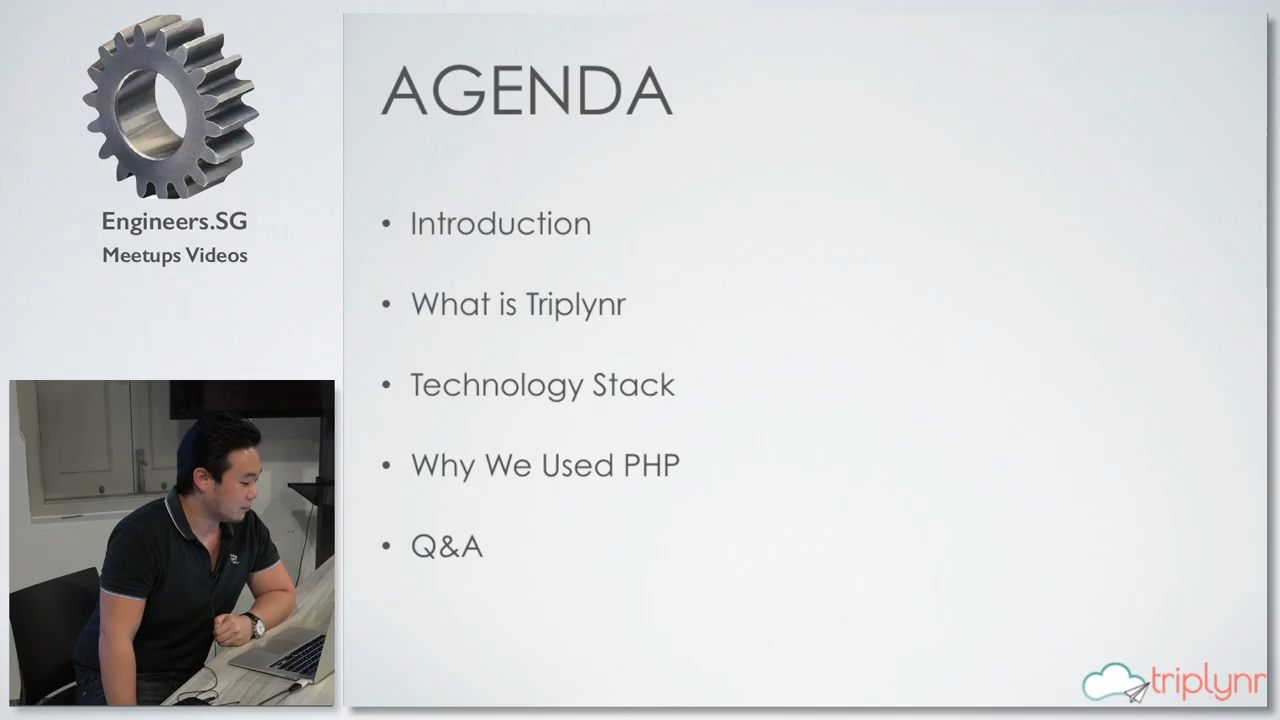 Engineers.SG
Meetups Videos
AGENDA
• Introduction
• What is Triplynr
• Technology Stack
• Why We Used PHP
• Q&A
triplynr